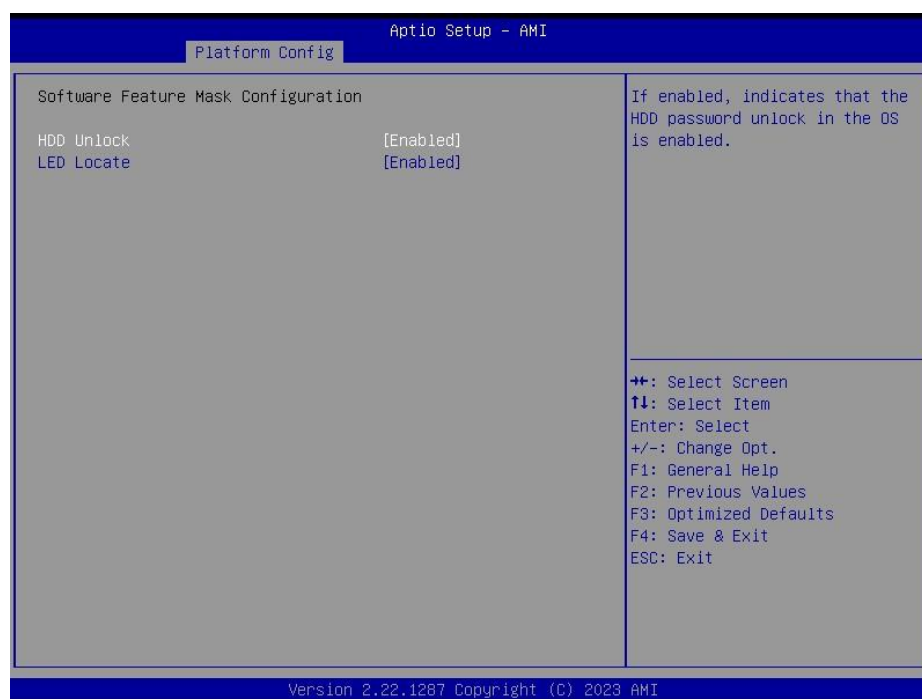 Aptio Setup - AMI
Platform Config
Software Feature Mask Configuration
HDD Unlock [Enabled]
LED Locate [Enabled]
If enabled, indicates that the
HDD password unlock in the OS
is enabled.
→←: Select Screen
↑↓: Select Item
Enter: Select
+/-: Change Opt.
F1: General Help
F2: Previous Values
F3: Optimized Defaults
F4: Save & Exit
ESC: Exit
Version 2.22.1287 Copyright (C) 2023 AMI